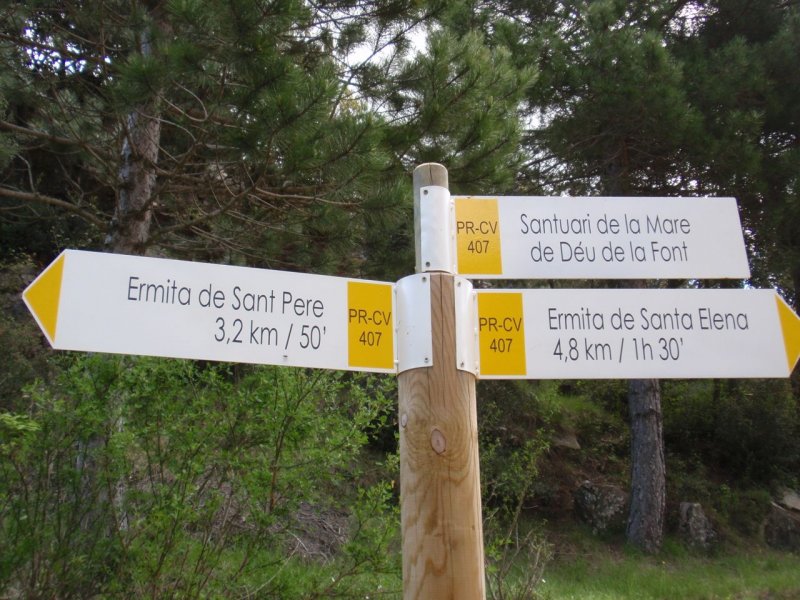 PR-CV
407
Santuari de la Mare
de Déu de la Font
Ermita de Sant Pere
3,2 km / 50'
PR-CV
407
PR-CV
407
Ermita de Santa Elena
4,8 km / 1h 30'